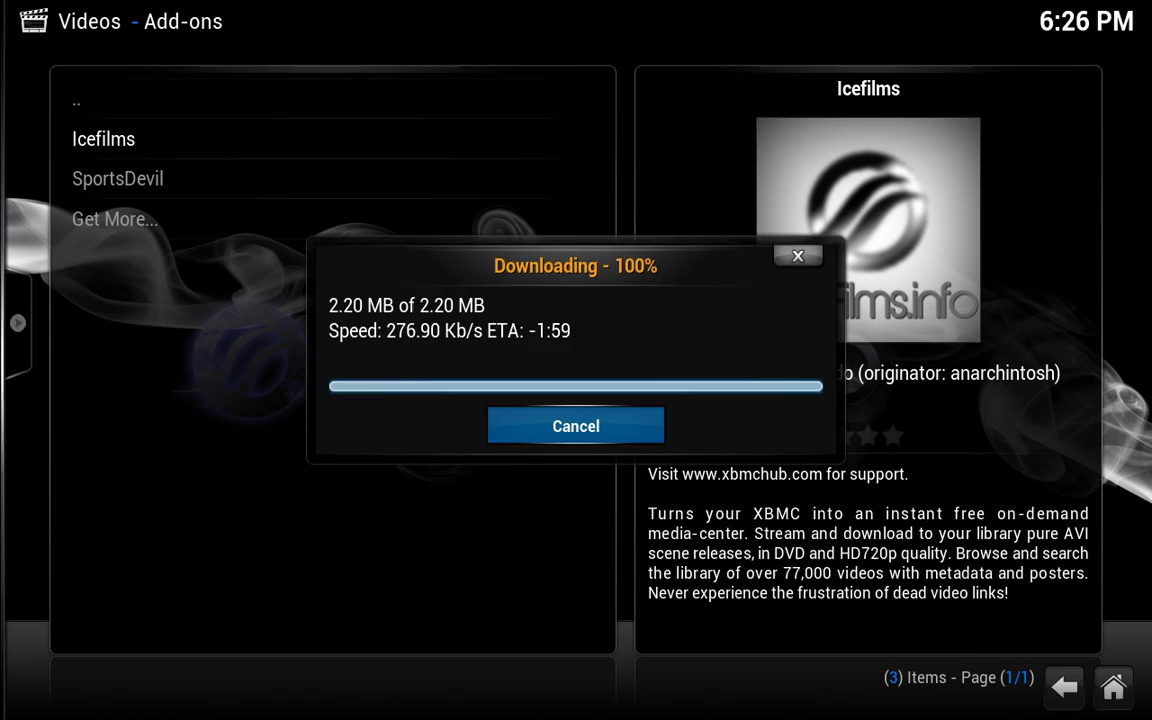 Videos - Add-ons
6:26 PM
..
Icefilms
SportsDevil
Get More...
Icefilms
ilms.info
(originator: anarchintosh)
Downloading - 100%
X
2.20 MB of 2.20 MB
Speed: 276.90 Kb/s ETA: -1:59
Cancel
Visit www.xbmchub.com for support.
Turns your XBMC into an instant free on-demand
media-center. Stream and download to your library pure AVI
scene releases, in DVD and HD720p quality. Browse and search
the library of over 77,000 videos with metadata and posters.
Never experience the frustration of dead video links!
(3) Items - Page (1/1)